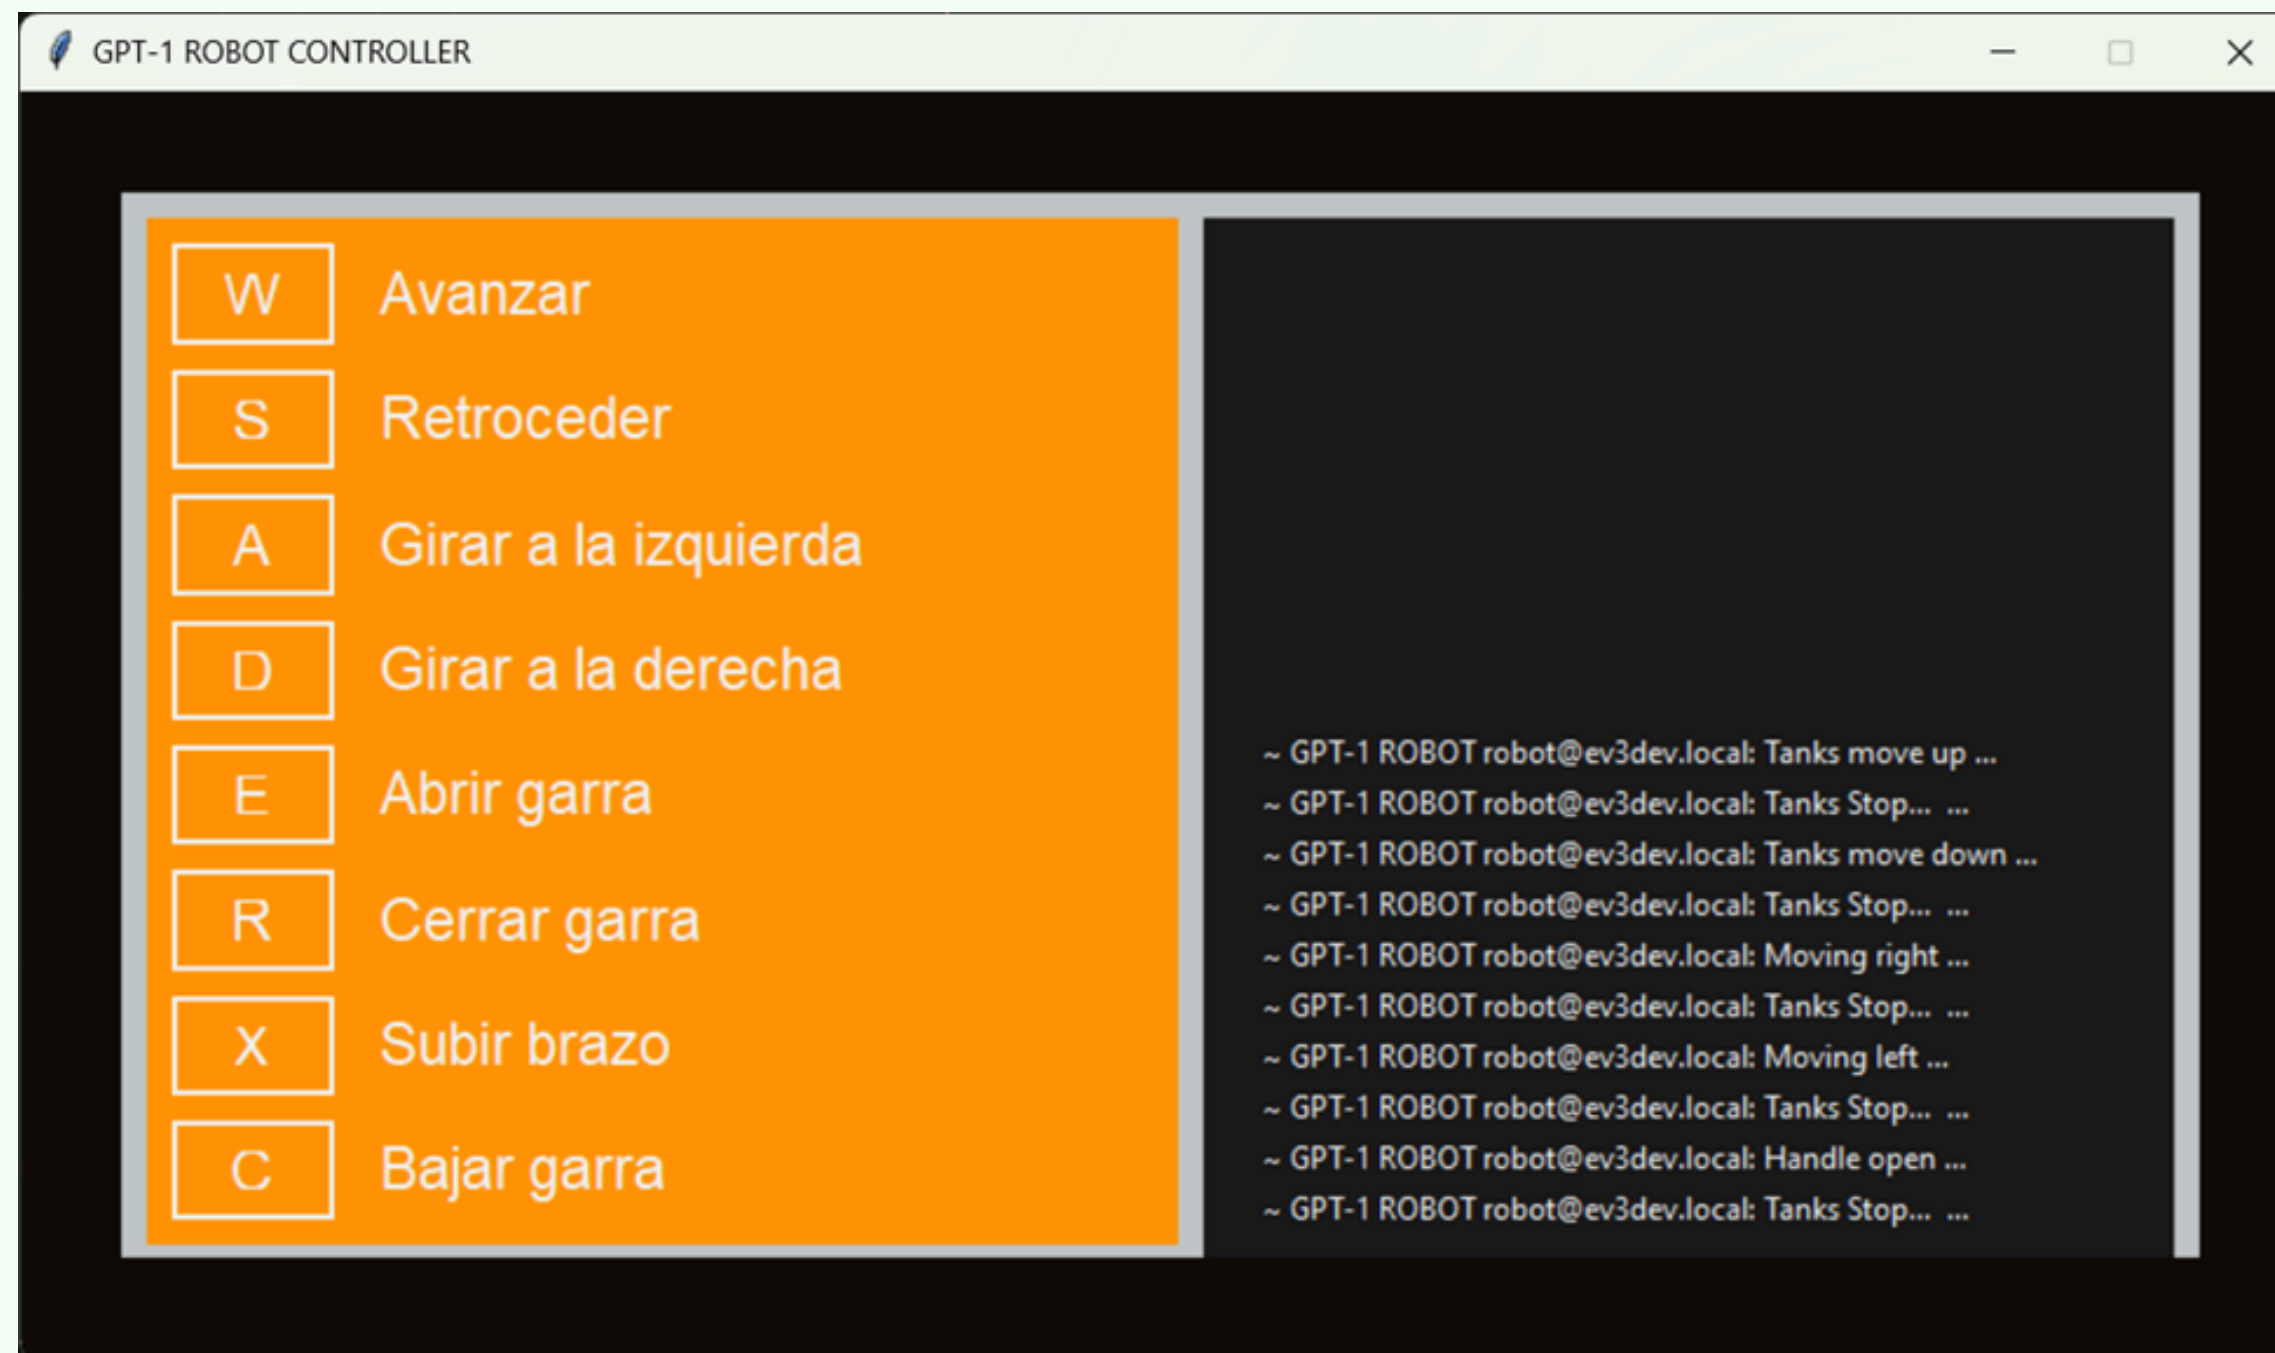 GPT-1 ROBOT CONTROLLER
W Avanzar
S Retroceder
A Girar a la izquierda
D Girar a la derecha
E Abrir garra
R Cerrar garra
X Subir brazo
C Bajar garra
~ GPT-1 ROBOT robot@ev3dev.local: Tanks move up ...
~ GPT-1 ROBOT robot@ev3dev.local: Tanks Stop...  ...
~ GPT-1 ROBOT robot@ev3dev.local: Tanks move down ...
~ GPT-1 ROBOT robot@ev3dev.local: Tanks Stop...  ...
~ GPT-1 ROBOT robot@ev3dev.local: Moving right ...
~ GPT-1 ROBOT robot@ev3dev.local: Tanks Stop...  ...
~ GPT-1 ROBOT robot@ev3dev.local: Moving left ...
~ GPT-1 ROBOT robot@ev3dev.local: Tanks Stop...  ...
~ GPT-1 ROBOT robot@ev3dev.local: Handle open ...
~ GPT-1 ROBOT robot@ev3dev.local: Tanks Stop...  ...